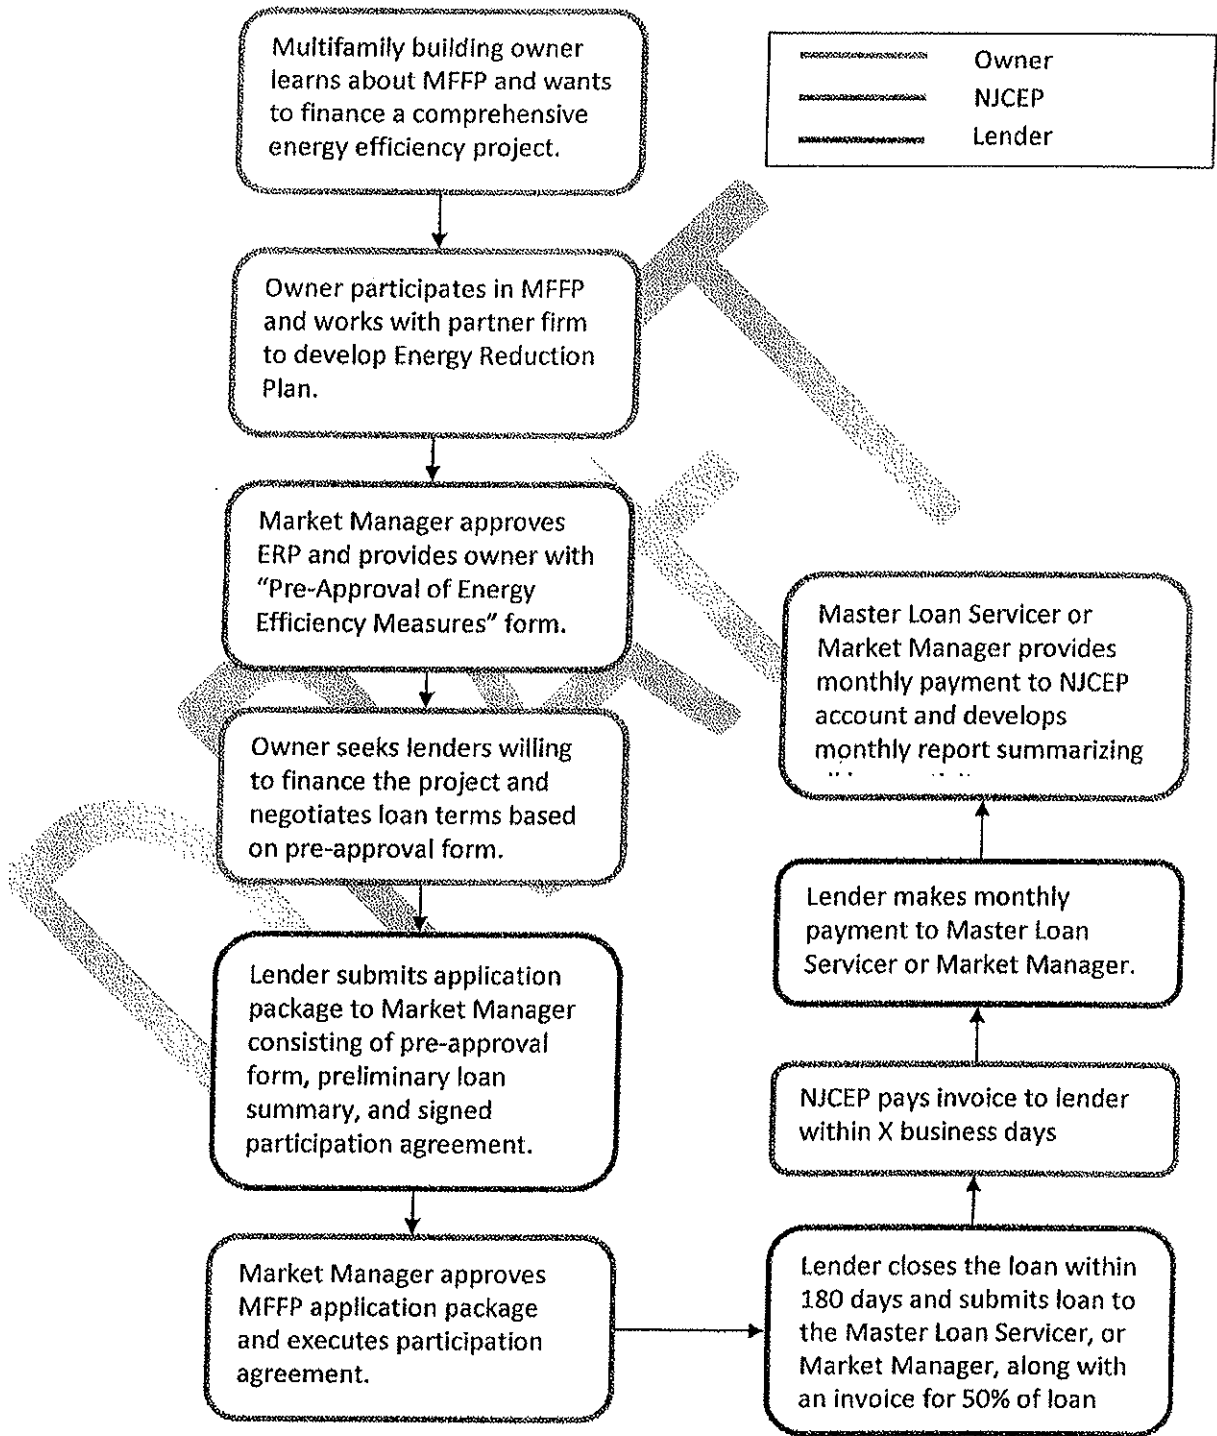 Multifamily building owner
learns about MFFP and wants
to finance a comprehensive
energy efficiency project.
Owner
NJCEP
Lender
Owner participates in MFFP
and works with partner firm
to develop Energy Reduction
Plan.
Market Manager approves
ERP and provides owner with
“Pre-Approval of Energy
Efficiency Measures” form.
Owner seeks lenders willing
to finance the project and
negotiates loan terms based
on pre-approval form.
Lender submits application
package to Market Manager
consisting of pre-approval
form, preliminary loan
summary, and signed
participation agreement.
Market Manager approves
MFFP application package
and executes participation
agreement.
Lender closes the loan within
180 days and submits loan to
the Master Loan Servicer, or
Market Manager, along with
an invoice for 50% of loan
NJCEP pays invoice to lender
within X business days
Lender makes monthly
payment to Master Loan
Servicer or Market Manager.
Master Loan Servicer or
Market Manager provides
monthly payment to NJCEP
account and develops
monthly report summarizing
DRAFT